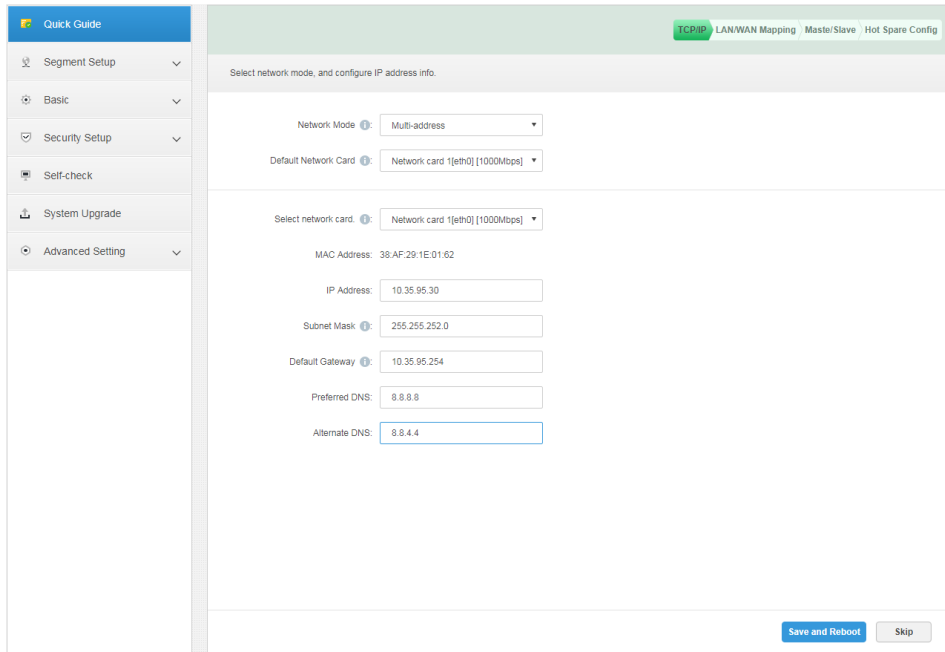 Quick Guide
TCP/IP LAN/WAN Mapping Maste/Slave Hot Spare Config
Segment Setup
Select network mode, and configure IP address info.
Basic
Network Mode :
Multi-address
Security Setup
Default Network Card :
Network card 1[eth0] [1000Mbps]
Self-check
System Upgrade
Select network card. :
Network card 1[eth0] [1000Mbps]
Advanced Setting
MAC Address: 38:AF:29:1E:01:62
IP Address: 10.35.95.30
Subnet Mask : 255.255.252.0
Default Gateway : 10.35.95.254
Preferred DNS: 8.8.8.8
Alternate DNS: 8.8.4.4
Save and Reboot Skip